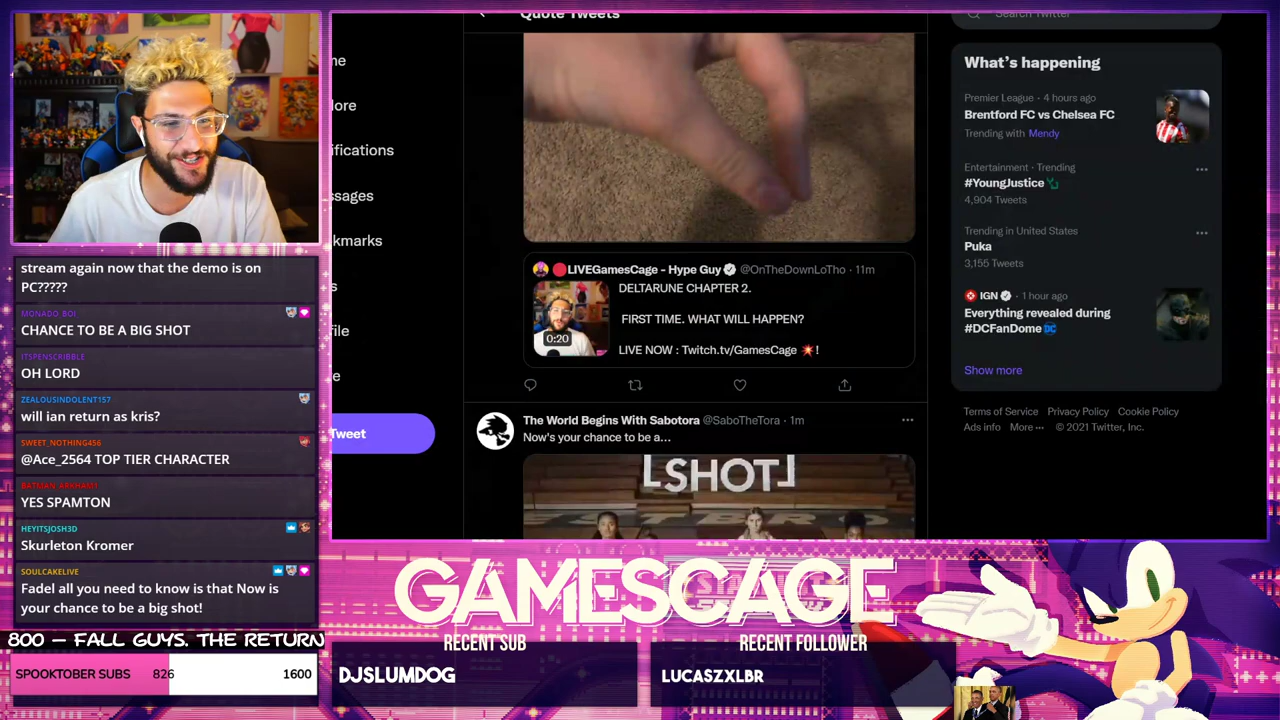 stream again now that the demo is on
PC?????
MONADO_BOI
CHANCE TO BE A BIG SHOT
ITSPENSCRIBBLE
OH LORD
ZEALOUSINDOLENT157
will ian return as kris?
SWEET_NOTHING456
@Ace_2564 TOP TIER CHARACTER
BATMAN_ARKHAM1
YES SPAMTON
HEYITSJOSH3D
Skurleton Kromer
SOULCAKELIVE
Fadel all you need to know is that Now is
your chance to be a big shot!
800 – FALL GUYS. THE RETURN
SPOOKTOBER SUBS 826 1600
me
lore
ifications
ssages
kmarks
s
file
e
Tweet
Quote Tweets
LIVEGamesCage - Hype Guy @OnTheDownLoTho · 11m
DELTARUNE CHAPTER 2.
FIRST TIME. WHAT WILL HAPPEN?
LIVE NOW : Twitch.tv/GamesCage 💥 !
0:20
The World Begins With Sabotora @SaboTheTora · 1m
Now's your chance to be a...
[SHOT]
Search Twitter
What's happening
Premier League · 4 hours ago
Brentford FC vs Chelsea FC
Trending with Mendy
Entertainment · Trending
#YoungJustice
4,904 Tweets
Trending in United States
Puka
3,155 Tweets
IGN · 1 hour ago
Everything revealed during
#DCFanDome
Show more
Terms of Service Privacy Policy Cookie Policy
Ads info More ··· © 2021 Twitter, Inc.
GAMESCAGE
RECENT SUB
DJSLUMDOG
RECENT FOLLOWER
LUCASZXLBR